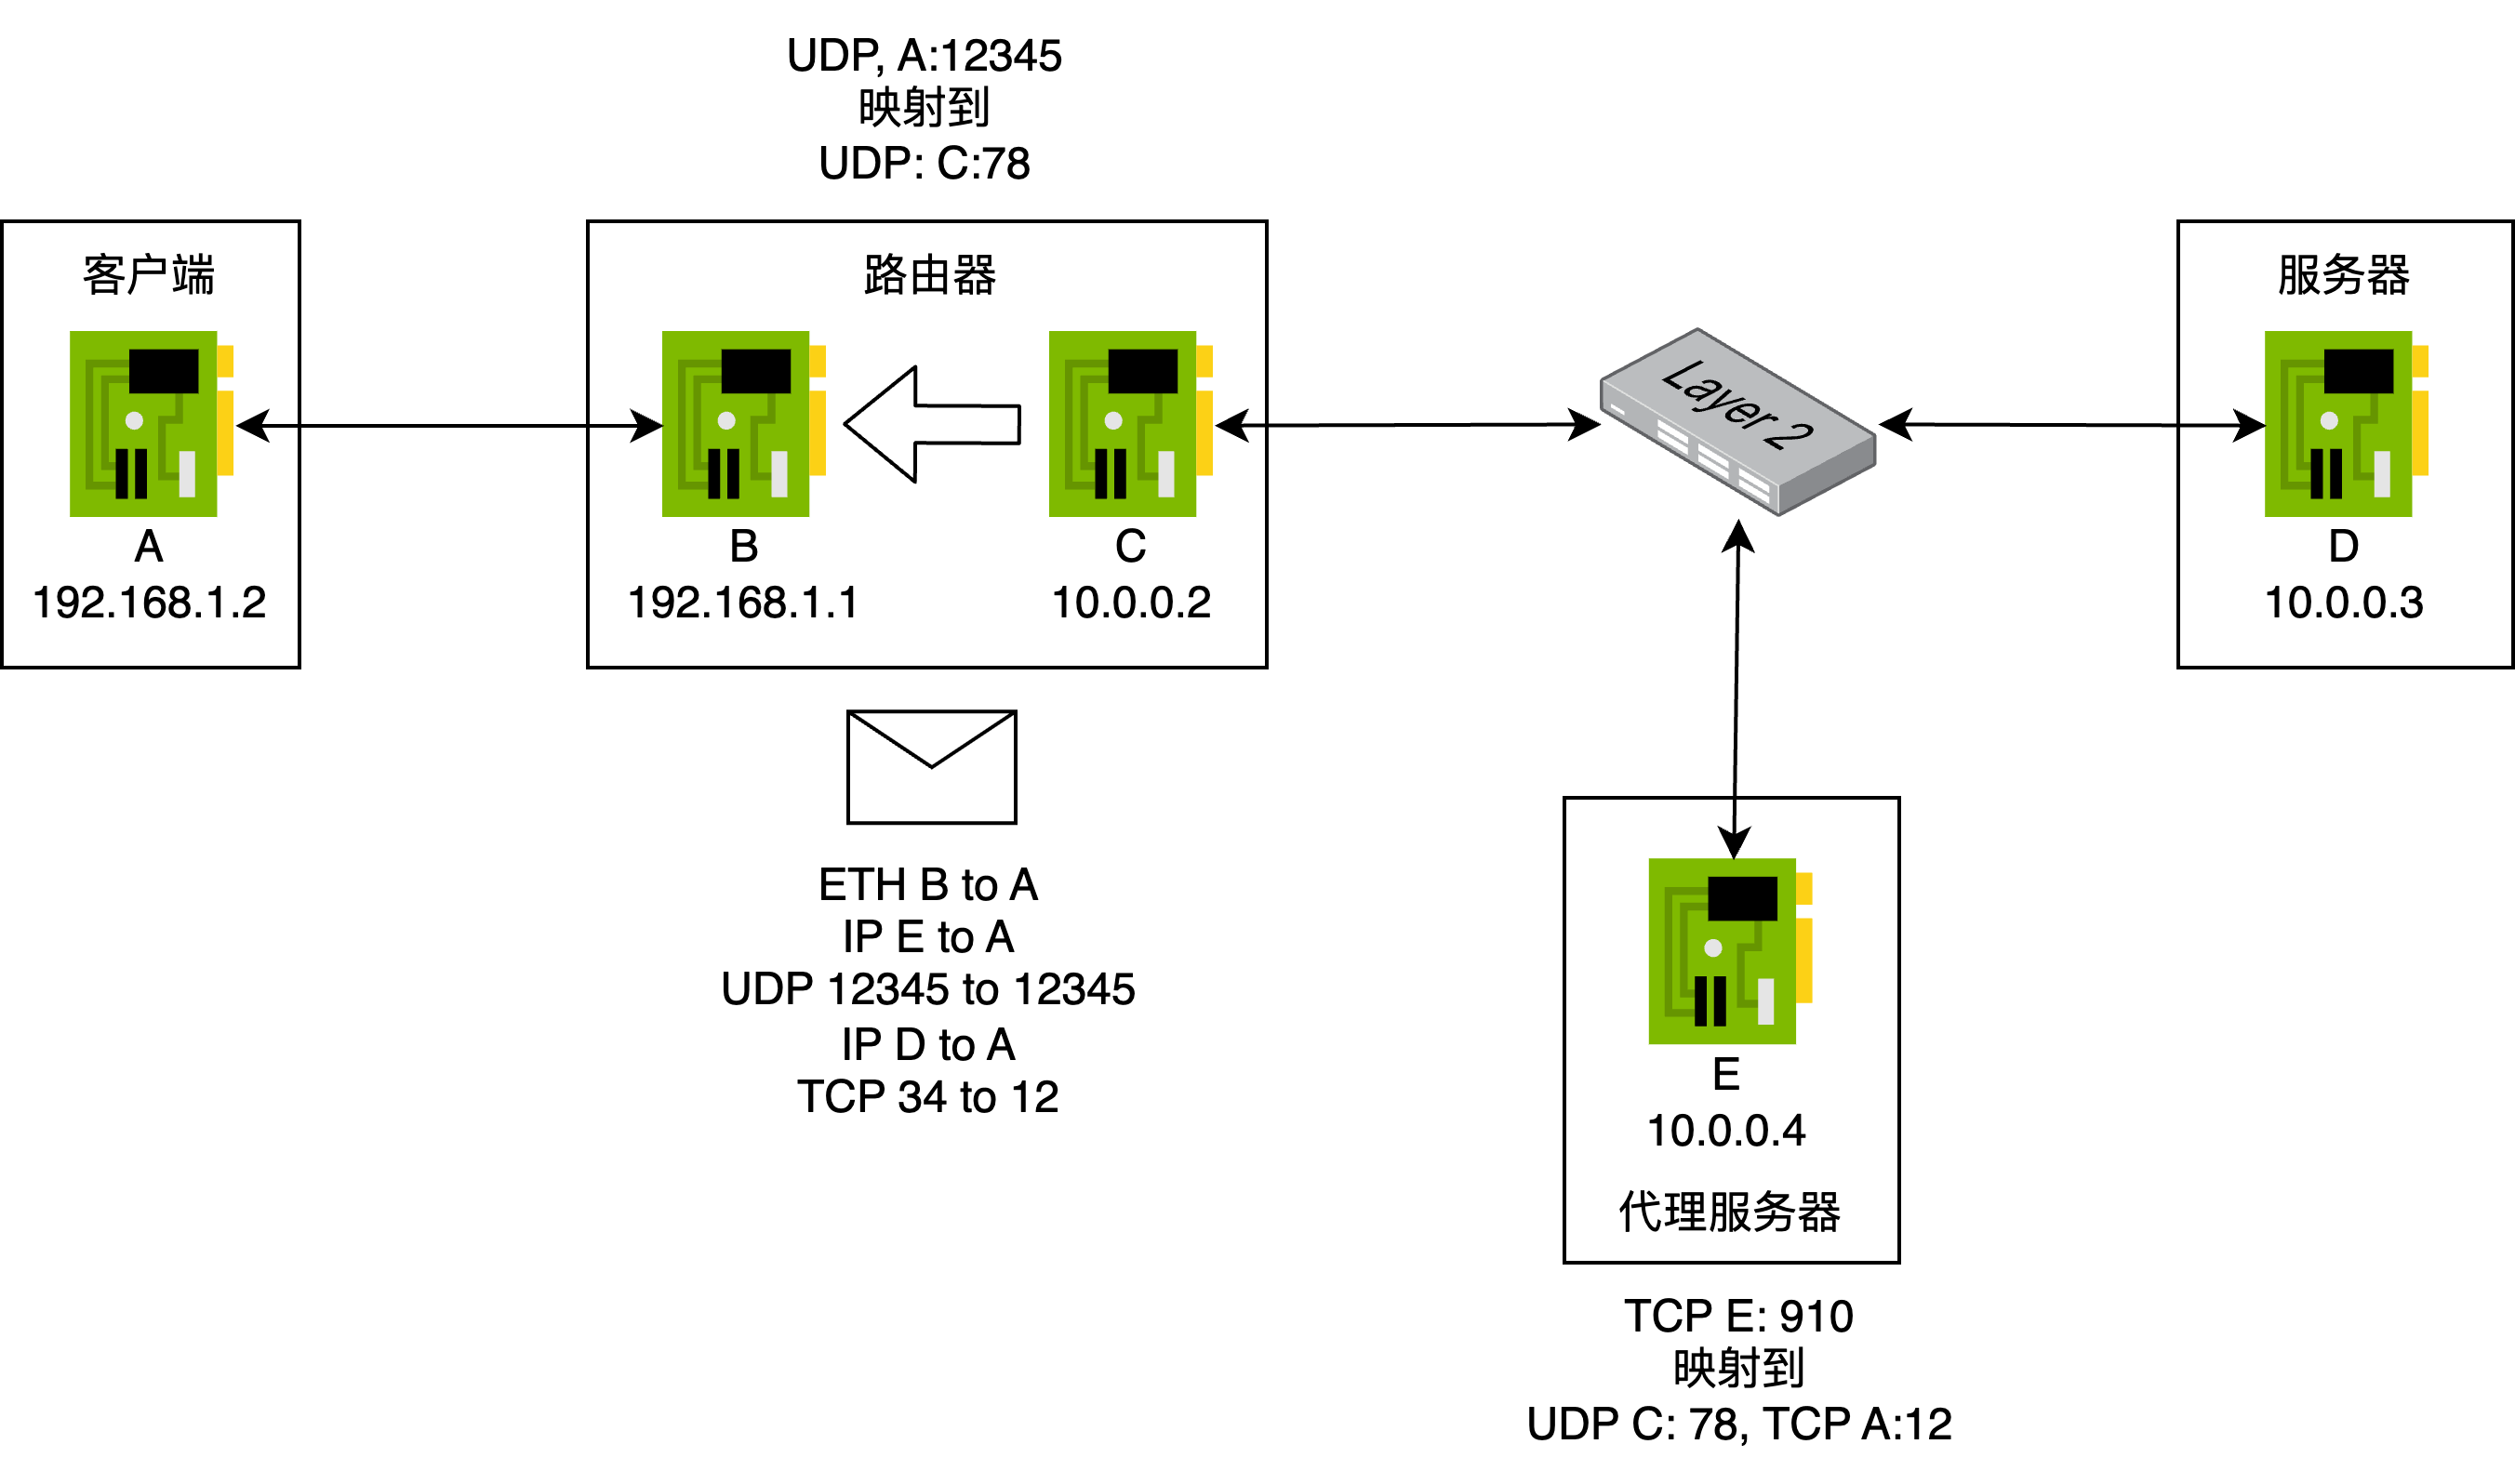 UDP, A:12345
映射到
UDP: C:78
客户端
A
192.168.1.2
路由器
B
192.168.1.1
C
10.0.0.2
Layer 2
服务器
D
10.0.0.3
ETH B to A
IP E to A
UDP 12345 to 12345
IP D to A
TCP 34 to 12
E
10.0.0.4
代理服务器
TCP E: 910
映射到
UDP C: 78, TCP A:12